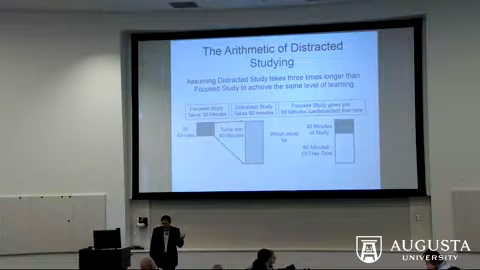 The Arithmetic of Distracted
Studying
Assuming Distracted Study takes three times longer than
Focused Study to achieve the same level of learning
Focused Study
Takes 30 Minutes
Distracted Study
Takes 90 minutes
Focused Study gives you
60 Minutes (undistracted) free time
30
Minutes
Turns into
90 Minutes
Which could
be
30 Minutes
of Study
60 Minutes
Of Free Time
AUGUSTA
UNIVERSITY